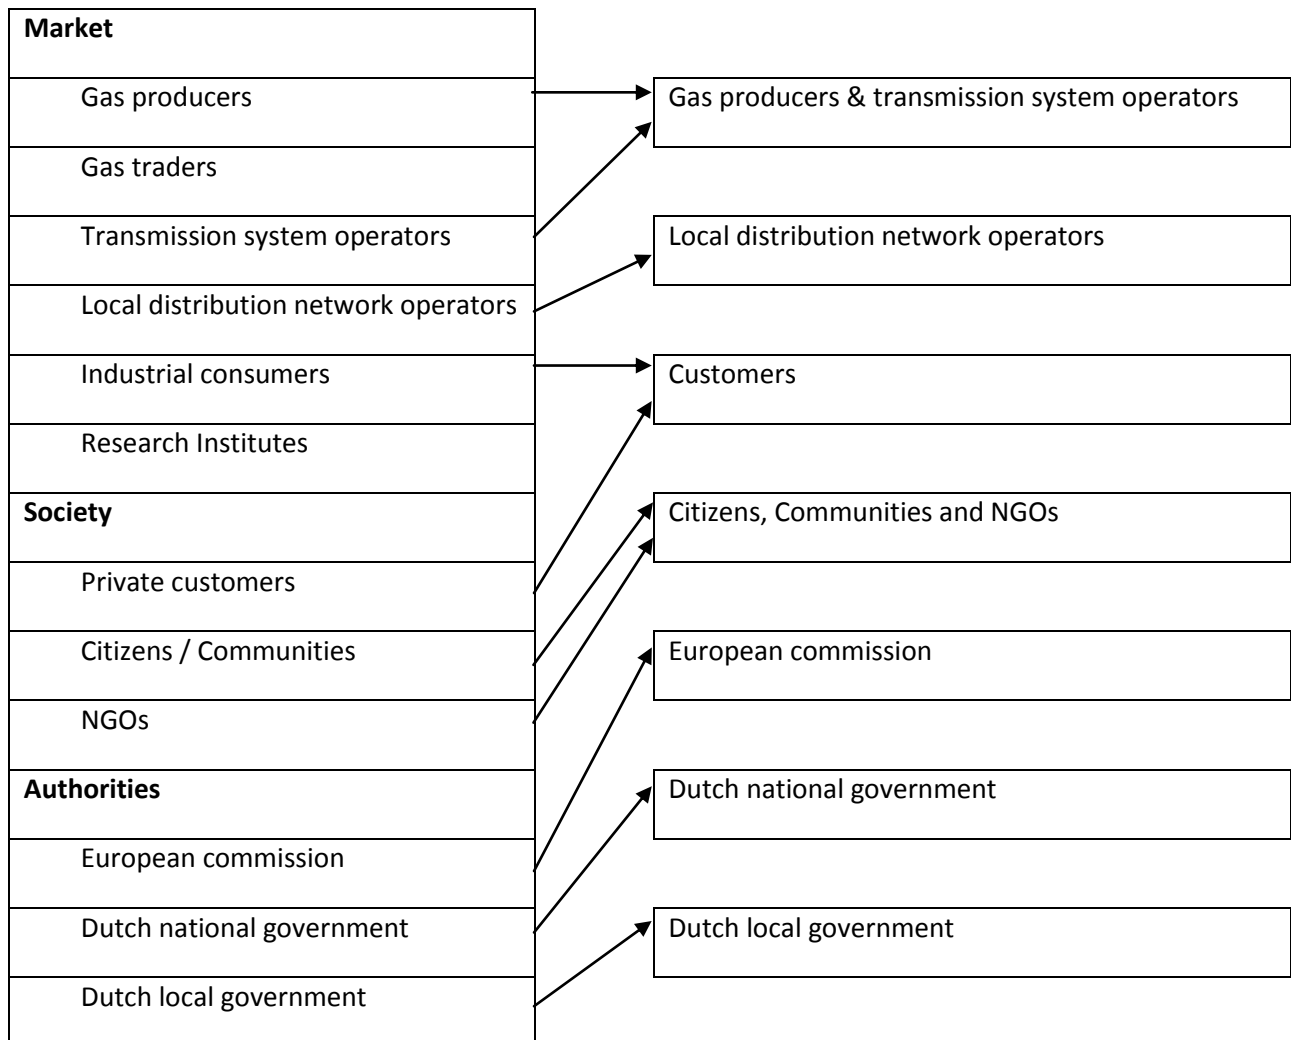 Market
Gas producers
Gas traders
Transmission system operators
Local distribution network operators
Industrial consumers
Research Institutes
Society
Private customers
Citizens / Communities
NGOs
Authorities
European commission
Dutch national government
Dutch local government
Gas producers & transmission system operators
Local distribution network operators
Customers
Citizens, Communities and NGOs
European commission
Dutch national government
Dutch local government